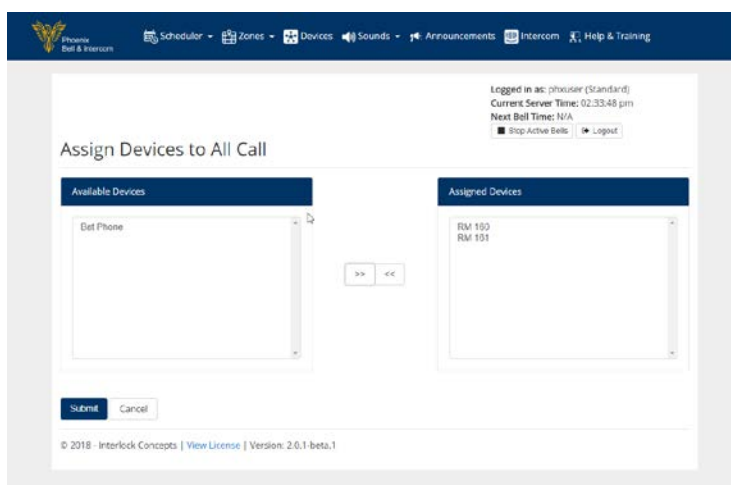 Phoenix
Bell & Intercom
Scheduler Zones Devices Sounds Announcements Intercom Help & Training
Logged in as: phxuser (Standard)
Current Server Time: 02:33:48 pm
Next Bell Time: N/A
Stop Active Bells Logout
Assign Devices to All Call
Available Devices
Assigned Devices
Bet Phone
RM 160
RM 161
>> <<
Submit Cancel
© 2018 - Interlock Concepts | View License | Version: 2.0.1-beta.1